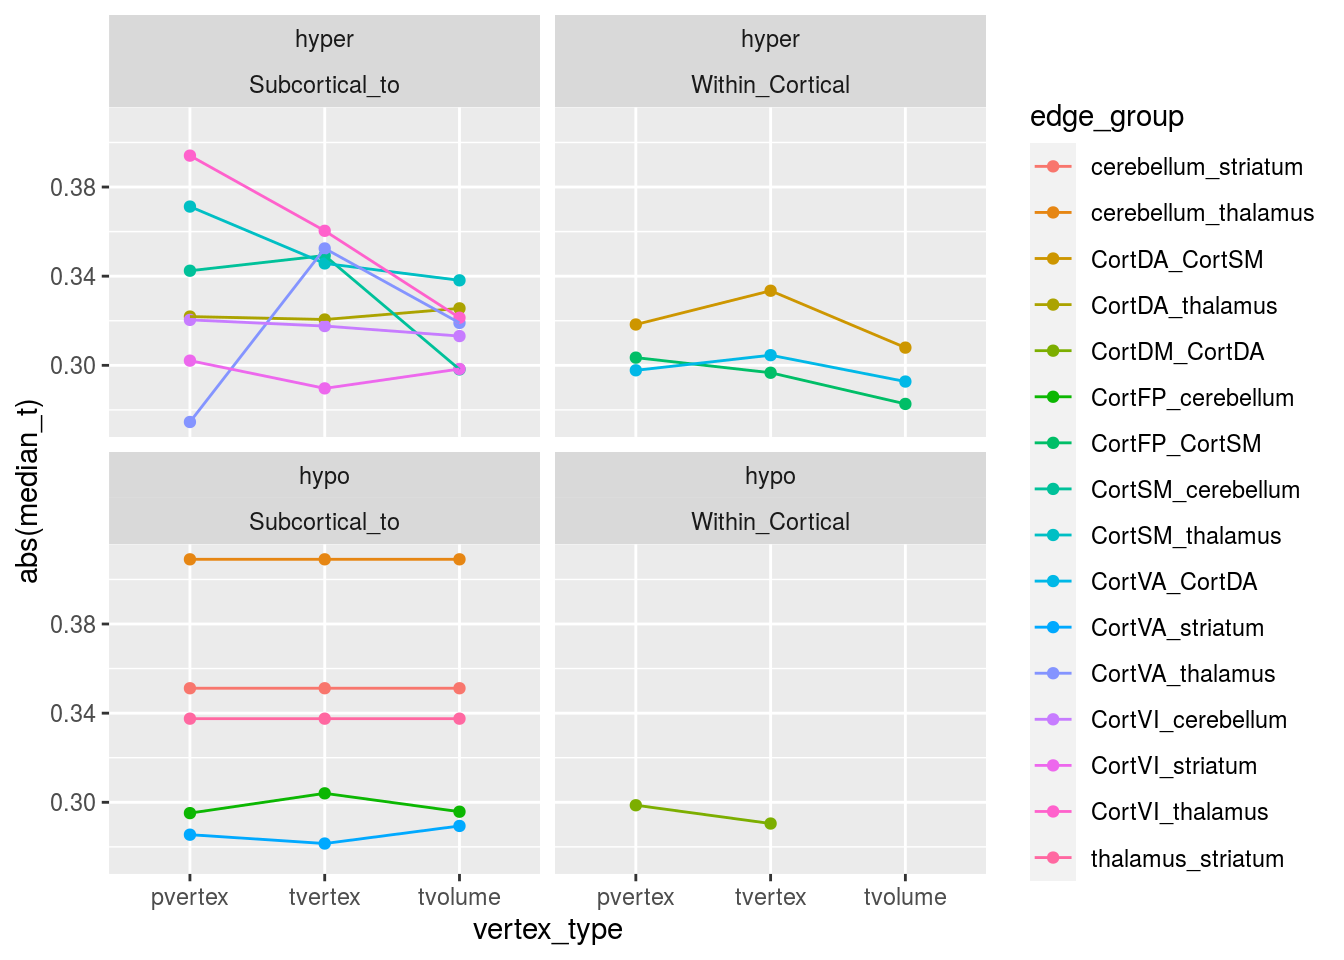 hyper
Subcortical_to
hyper
Within_Cortical
0.38
0.34
0.30
hypo
Subcortical_to
hypo
Within_Cortical
0.38
0.34
0.30
pvertex
tvertex
tvolume
pvertex
tvertex
tvolume
vertex_type
abs(median_t)
edge_group
cerebellum_striatum
cerebellum_thalamus
CortDA_CortSM
CortDA_thalamus
CortDM_CortDA
CortFP_cerebellum
CortFP_CortSM
CortSM_cerebellum
CortSM_thalamus
CortVA_CortDA
CortVA_striatum
CortVA_thalamus
CortVI_cerebellum
CortVI_striatum
CortVI_thalamus
thalamus_striatum